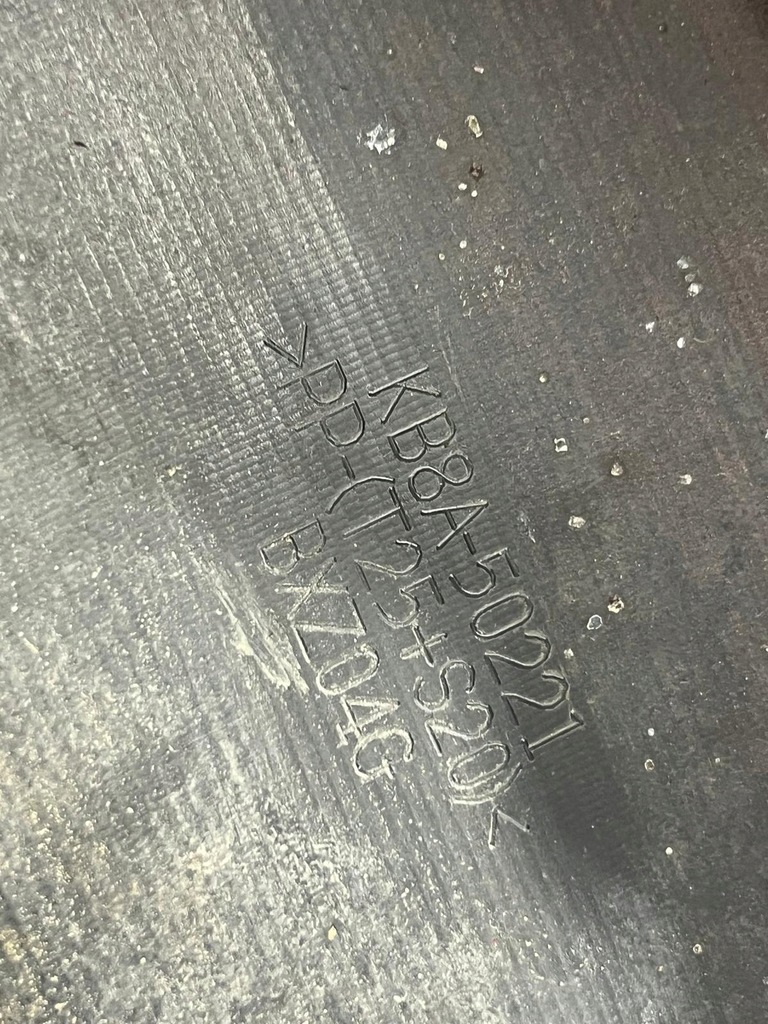 KB8A-50221
>PP-(T25+S20)<
BXZ04G